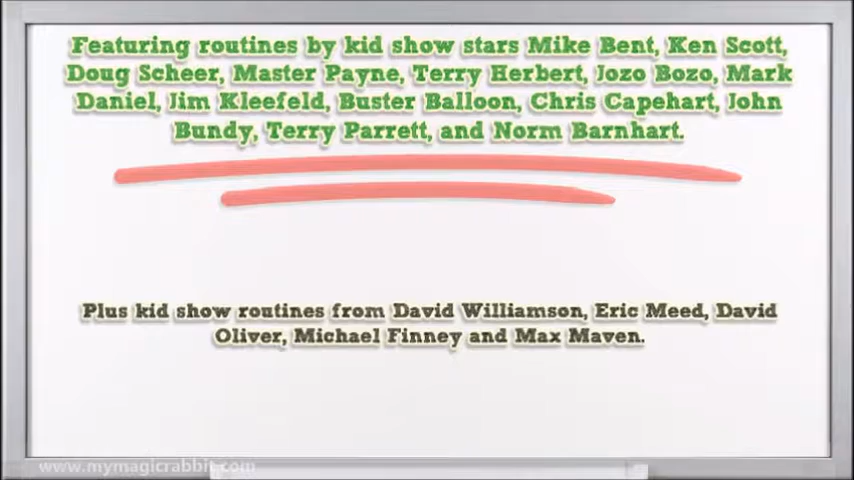 Featuring routines by kid show stars Mike Bent, Ken Scott,
Doug Scheer, Master Payne, Terry Herbert, Jozo Bozo, Mark
Daniel, Jim Kleefeld, Buster Balloon, Chris Capehart, John
Bundy, Terry Parrett, and Norm Barnhart.
Plus kid show routines from David Williamson, Eric Meed, David
Oliver, Michael Finney and Max Maven.
www.mymagicrabbit.com